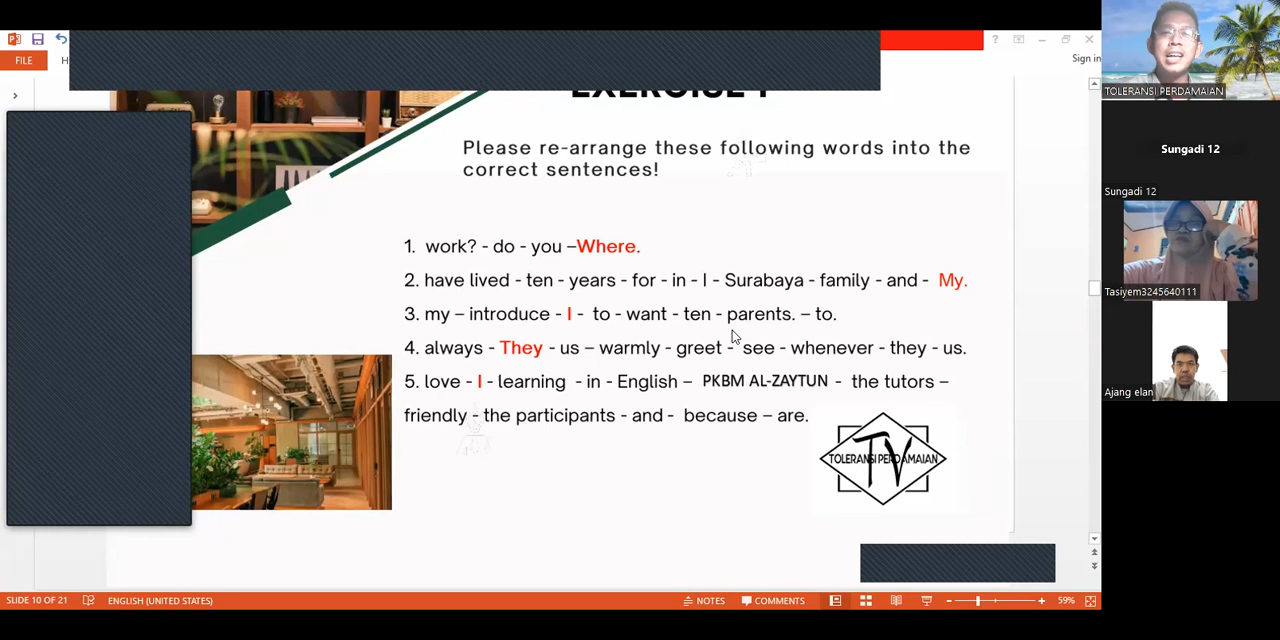 FILE
Sign in
EXERCISE 1
Please re-arrange these following words into the
correct sentences!
1. work? - do - you –Where.
2. have lived - ten - years - for - in - I - Surabaya - family - and - My.
3. my – introduce - I - to - want - ten - parents. – to.
4. always - They - us – warmly - greet - see - whenever - they - us.
5. love - I - learning - in - English – PKBM AL-ZAYTUN - the tutors –
friendly - the participants - and - because – are.
TV
TOLERANSI PERDAMAIAN
SLIDE 10 OF 21
ENGLISH (UNITED STATES)
NOTES
COMMENTS
59%
TOLERANSI PERDAMAIAN
Sungadi 12
Sungadi 12
Tasiyem3245640111
Ajang elan